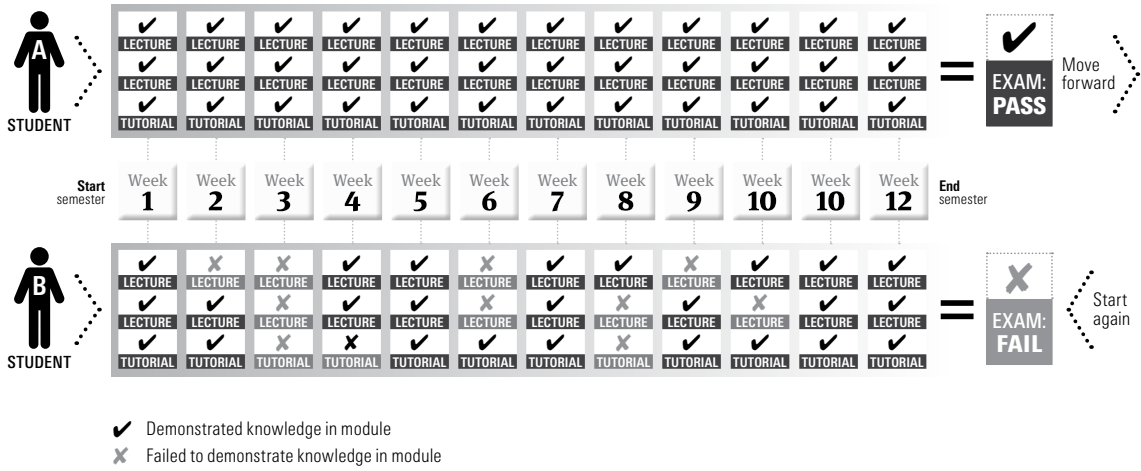 A
STUDENT
✔ ✔ ✔ ✔ ✔ ✔ ✔ ✔ ✔ ✔ ✔ ✔
LECTURE LECTURE LECTURE LECTURE LECTURE LECTURE LECTURE LECTURE LECTURE LECTURE LECTURE LECTURE
✔ ✔ ✔ ✔ ✔ ✔ ✔ ✔ ✔ ✔ ✔ ✔
LECTURE LECTURE LECTURE LECTURE LECTURE LECTURE LECTURE LECTURE LECTURE LECTURE LECTURE LECTURE
✔ ✔ ✔ ✔ ✔ ✔ ✔ ✔ ✔ ✔ ✔ ✔
TUTORIAL TUTORIAL TUTORIAL TUTORIAL TUTORIAL TUTORIAL TUTORIAL TUTORIAL TUTORIAL TUTORIAL TUTORIAL TUTORIAL
=
✔
EXAM:
PASS
Move
forward
Start
semester
Week Week Week Week Week Week Week Week Week Week Week Week
1 2 3 4 5 6 7 8 9 10 10 12
End
semester
B
STUDENT
✔ ✘ ✘ ✔ ✔ ✘ ✔ ✔ ✘ ✔ ✔ ✔
LECTURE LECTURE LECTURE LECTURE LECTURE LECTURE LECTURE LECTURE LECTURE LECTURE LECTURE LECTURE
✔ ✔ ✘ ✔ ✔ ✘ ✔ ✘ ✔ ✘ ✔ ✔
LECTURE LECTURE LECTURE LECTURE LECTURE LECTURE LECTURE LECTURE LECTURE LECTURE LECTURE LECTURE
✔ ✔ ✘ ✘ ✔ ✔ ✔ ✘ ✔ ✔ ✔ ✔
TUTORIAL TUTORIAL TUTORIAL TUTORIAL TUTORIAL TUTORIAL TUTORIAL TUTORIAL TUTORIAL TUTORIAL TUTORIAL TUTORIAL
=
✘
EXAM:
FAIL
Start
again
✔ Demonstrated knowledge in module
✘ Failed to demonstrate knowledge in module